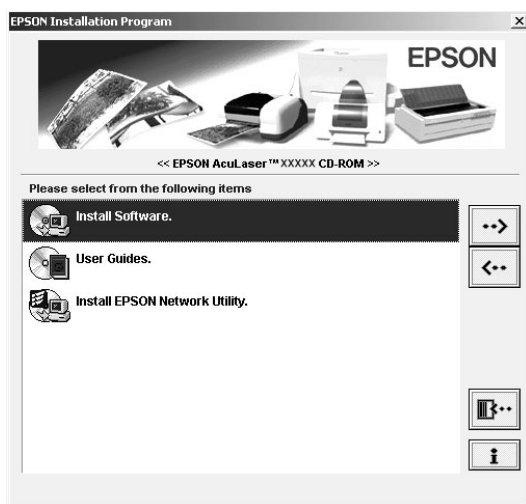 EPSON Installation Program
EPSON
<< EPSON AcuLaser™ XXXXX CD-ROM >>
Please select from the following items
Install Software.
User Guides.
Install EPSON Network Utility.